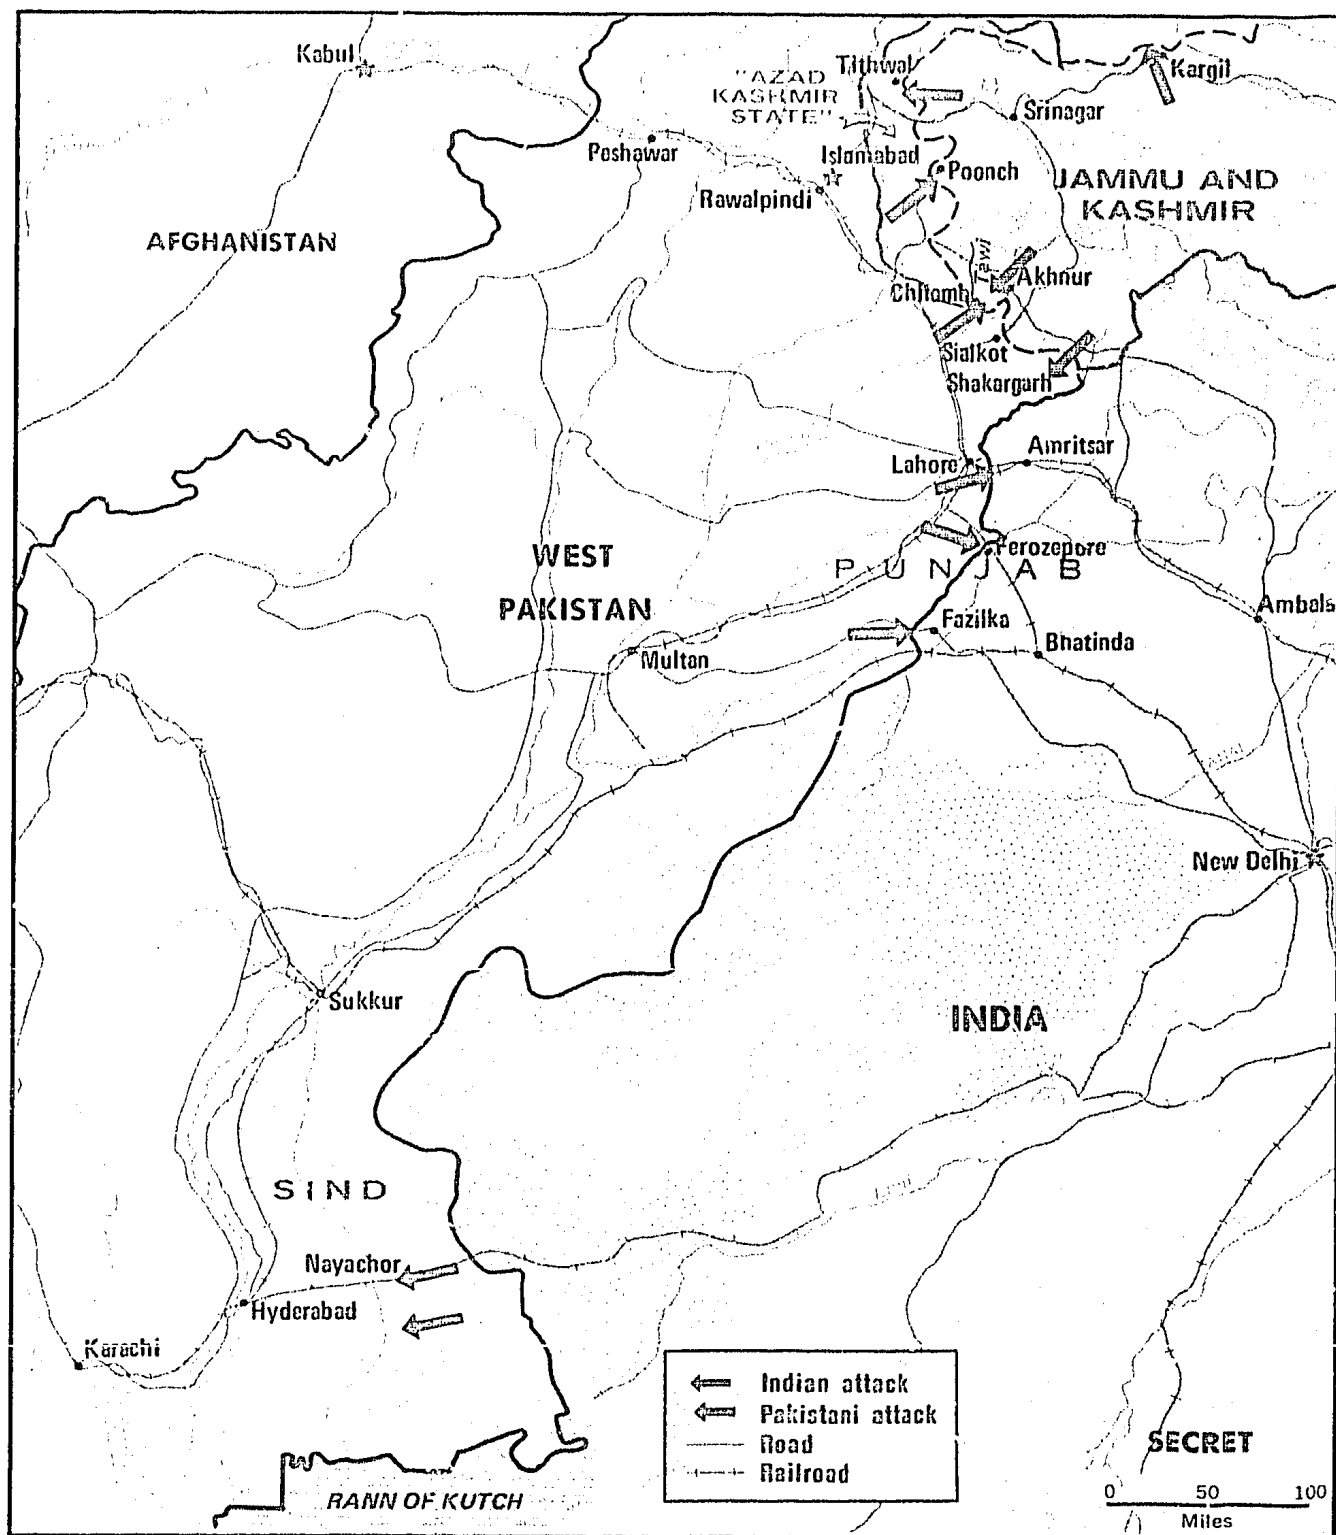 Kabul
Tithwal
Kargil
"AZAD
KASHMIR
STATE"
Srinagar
Peshawar
Islamabad
Poonch
JAMMU AND
KASHMIR
Rawalpindi
AFGHANISTAN
Tawi
Akhnur
Chhamb
Sialkot
Shakargarh
Lahore
Amritsar
WEST
PAKISTAN
Ferozepore
PUNJAB
Ambala
Fazilka
Bhatinda
Multan
New Delhi
Sukkur
INDIA
SIND
Nayachor
Hyderabad
Karachi
Indian attack
Pakistani attack
Road
Railroad
SECRET
RANN OF KUTCH
0 50 100
Miles